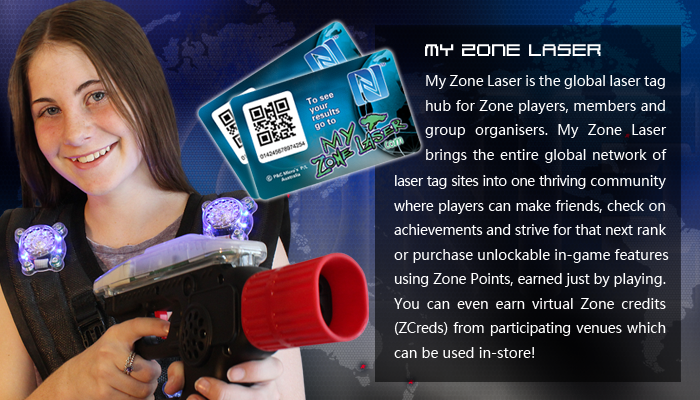 To see
your
results
go to
MY
ZONE LASER
.com
014245678974254
© P&C Micro's P/L
Australia
MY ZONE LASER
My Zone Laser is the global laser tag
hub for Zone players, members and
group organisers. My Zone Laser
brings the entire global network of
laser tag sites into one thriving community
where players can make friends, check on
achievements and strive for that next rank
or purchase unlockable in-game features
using Zone Points, earned just by playing.
You can even earn virtual Zone credits
(ZCreds) from participating venues which
can be used in-store!